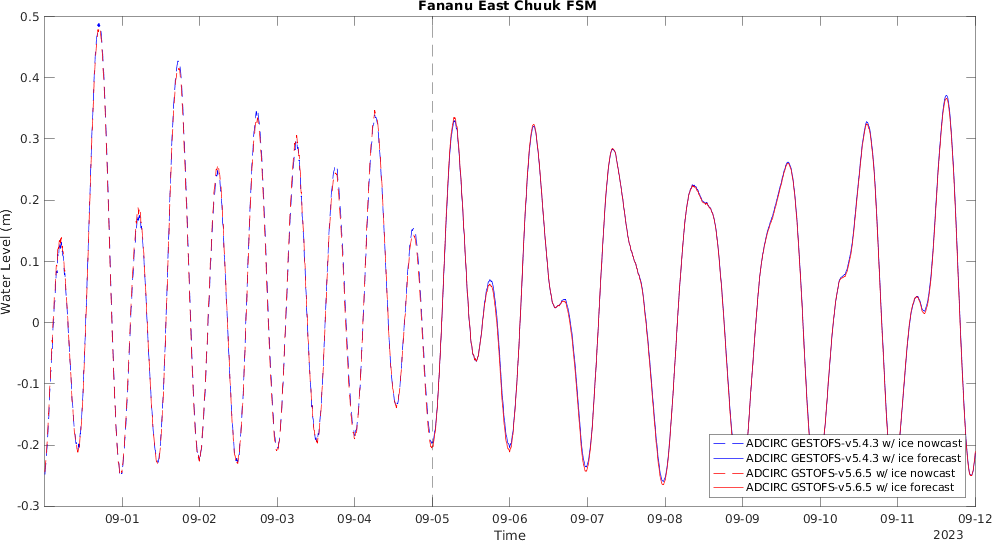 Fananu East Chuuk FSM
0.5
0.4
0.3
0.2
0.1
0
-0.1
-0.2
-0.3
Water Level (m)
ADCIRC GESTOFS-v5.4.3 w/ ice nowcast
ADCIRC GESTOFS-v5.4.3 w/ ice forecast
ADCIRC GSTOFS-v5.6.5 w/ ice nowcast
ADCIRC GSTOFS-v5.6.5 w/ ice forecast
09-01 09-02 09-03 09-04 09-05 09-06 09-07 09-08 09-09 09-10 09-11 09-12
Time
2023